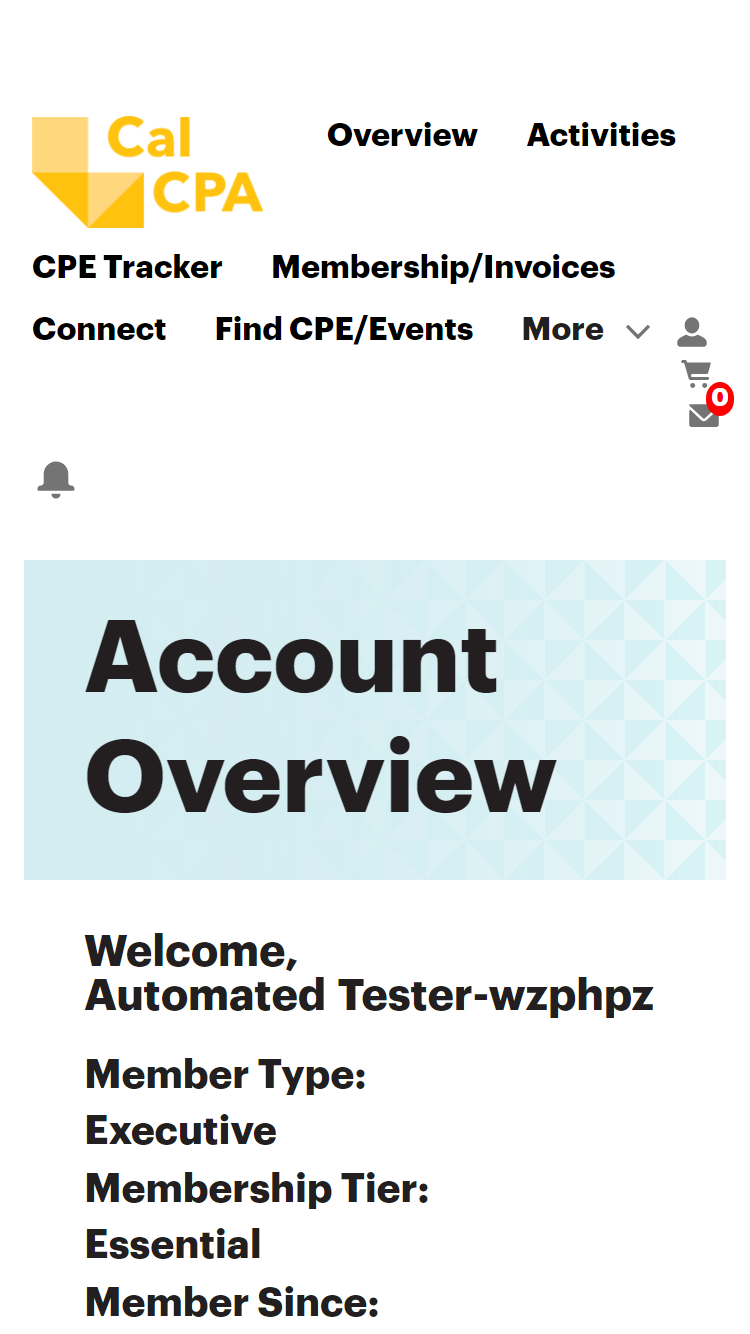 Cal
CPA
Overview Activities
CPE Tracker Membership/Invoices
Connect Find CPE/Events More
0
Account
Overview
Welcome,
Automated Tester-wzphpz
Member Type:
Executive
Membership Tier:
Essential
Member Since: